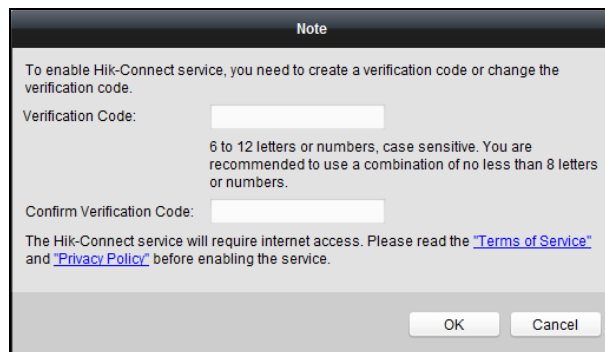 Note
To enable Hik-Connect service, you need to create a verification code or change the
verification code.
Verification Code:
6 to 12 letters or numbers, case sensitive. You are
recommended to use a combination of no less than 8 letters
or numbers.
Confirm Verification Code:
The Hik-Connect service will require internet access. Please read the "Terms of Service"
and "Privacy Policy" before enabling the service.
OK Cancel